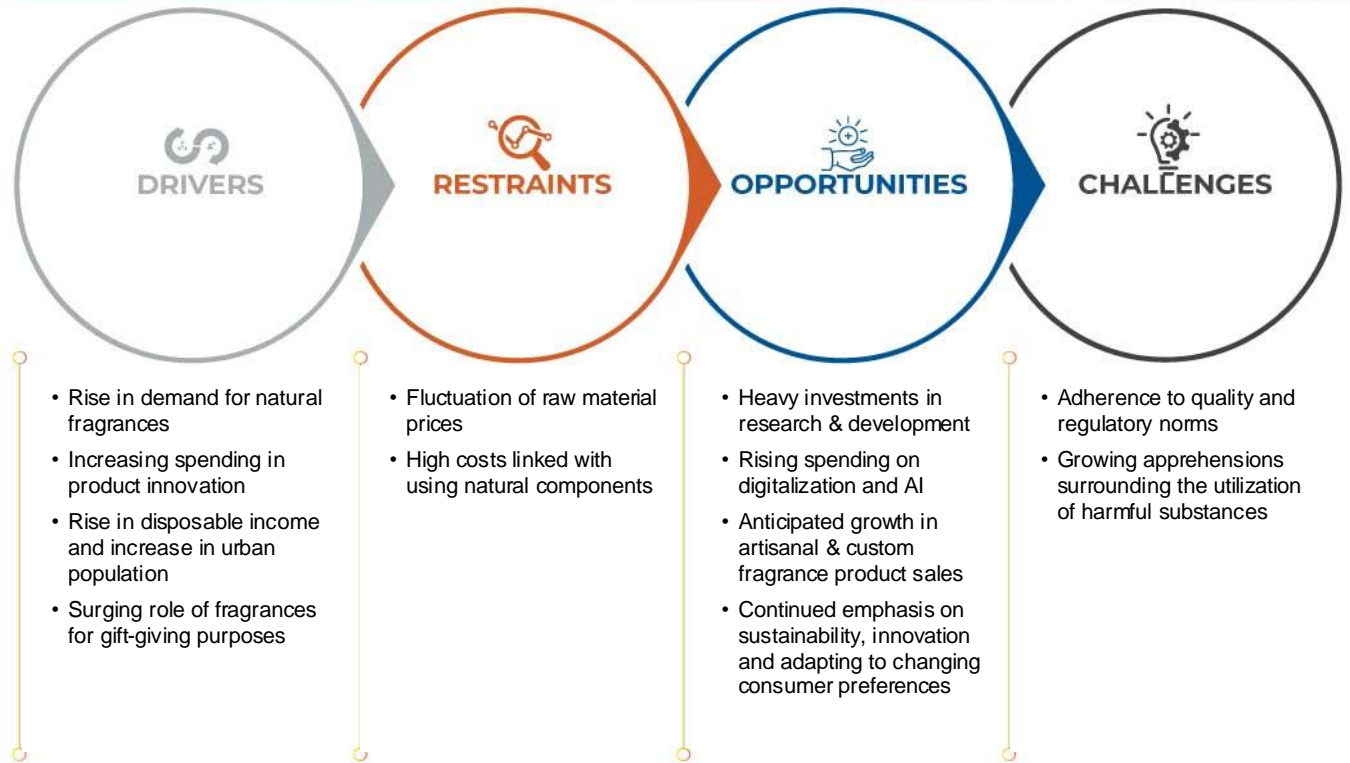 DRIVERS
RESTRAINTS
OPPORTUNITIES
CHALLENGES
• Rise in demand for natural
fragrances
• Increasing spending in
product innovation
• Rise in disposable income
and increase in urban
population
• Surging role of fragrances
for gift-giving purposes
• Fluctuation of raw material
prices
• High costs linked with
using natural components
• Heavy investments in
research & development
• Rising spending on
digitalization and AI
• Anticipated growth in
artisanal & custom
fragrance product sales
• Continued emphasis on
sustainability, innovation
and adapting to changing
consumer preferences
• Adherence to quality and
regulatory norms
• Growing apprehensions
surrounding the utilization
of harmful substances